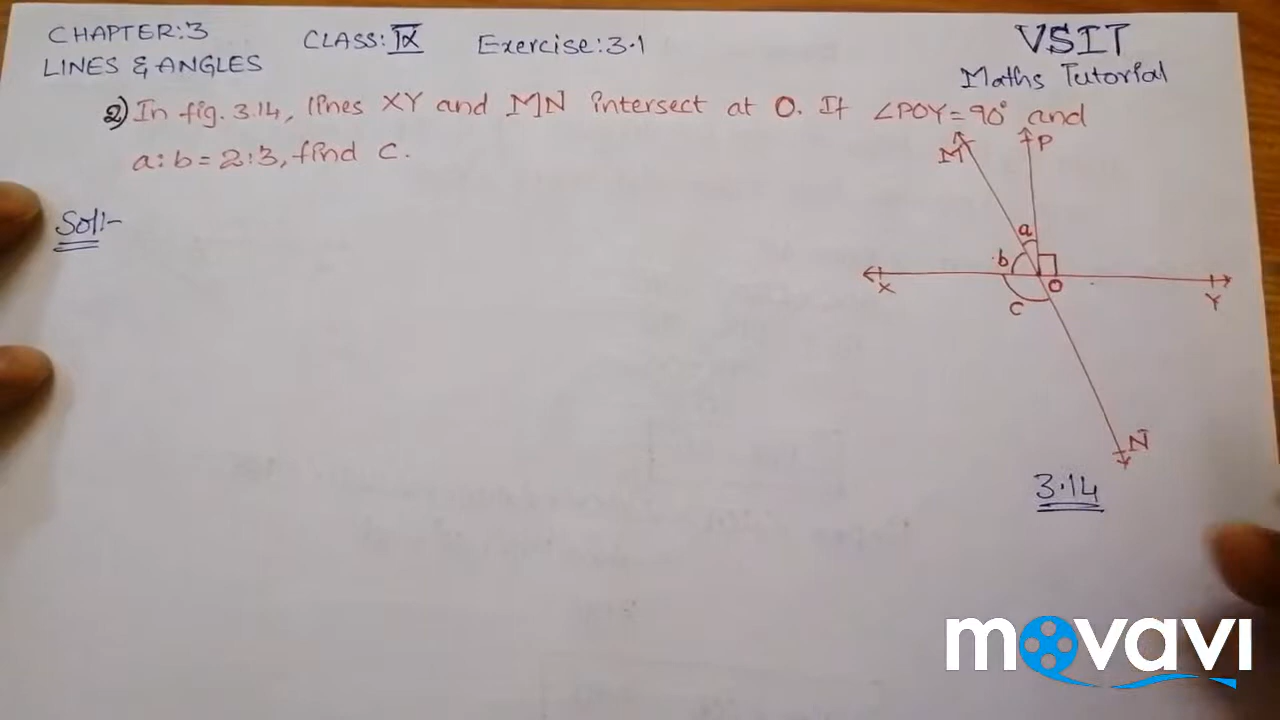 CHAPTER:3 CLASS: IX Exercise:3.1 VSIT
LINES & ANGLES Maths Tutorial
2) In fig. 3.14, lines XY and MN intersect at O. If ∠POY = 90° and
a:b = 2:3, find c.
M P
Sol:-
a
b
X O Y
c
N
3.14
movavi